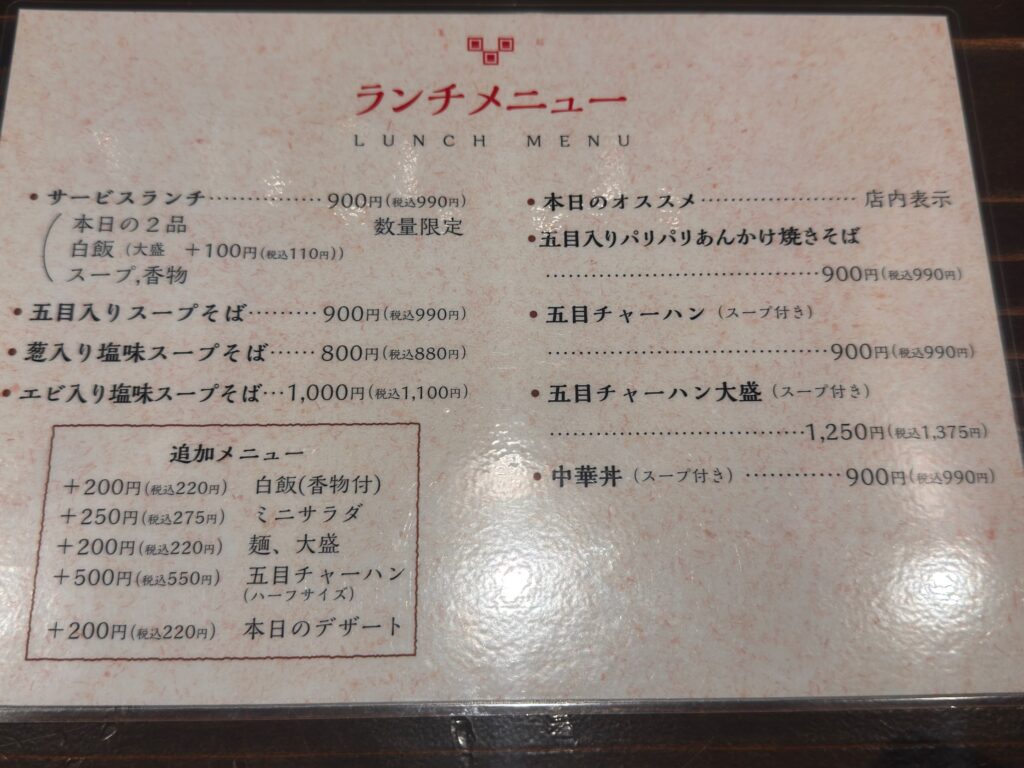 ランチメニュー
LUNCH MENU
・サービスランチ………… 900円(税込990円)
本日の2品 数量限定
白飯(大盛 +100円(税込110円))
スープ,香物
・五目入りスープそば……… 900円(税込990円)
・葱入り塩味スープそば…… 800円(税込880円)
・エビ入り塩味スープそば…1,000円(税込1,100円)
追加メニュー
+200円(税込220円) 白飯(香物付)
+250円(税込275円) ミニサラダ
+200円(税込220円) 麺、大盛
+500円(税込550円) 五目チャーハン
(ハーフサイズ)
+200円(税込220円) 本日のデザート
・本日のオススメ……………… 店内表示
・五目入りパリパリあんかけ焼きそば
……………………………900円(税込990円)
・五目チャーハン(スープ付き)
……………………………900円(税込990円)
・五目チャーハン大盛(スープ付き)
…………………………1,250円(税込1,375円)
・中華丼(スープ付き)…………900円(税込990円)